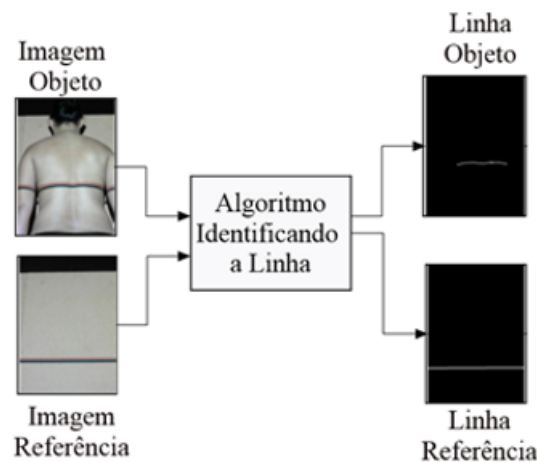 Imagem
Objeto
Linha
Objeto
Algoritmo
Identificando
a Linha
Imagem
Referência
Linha
Referência